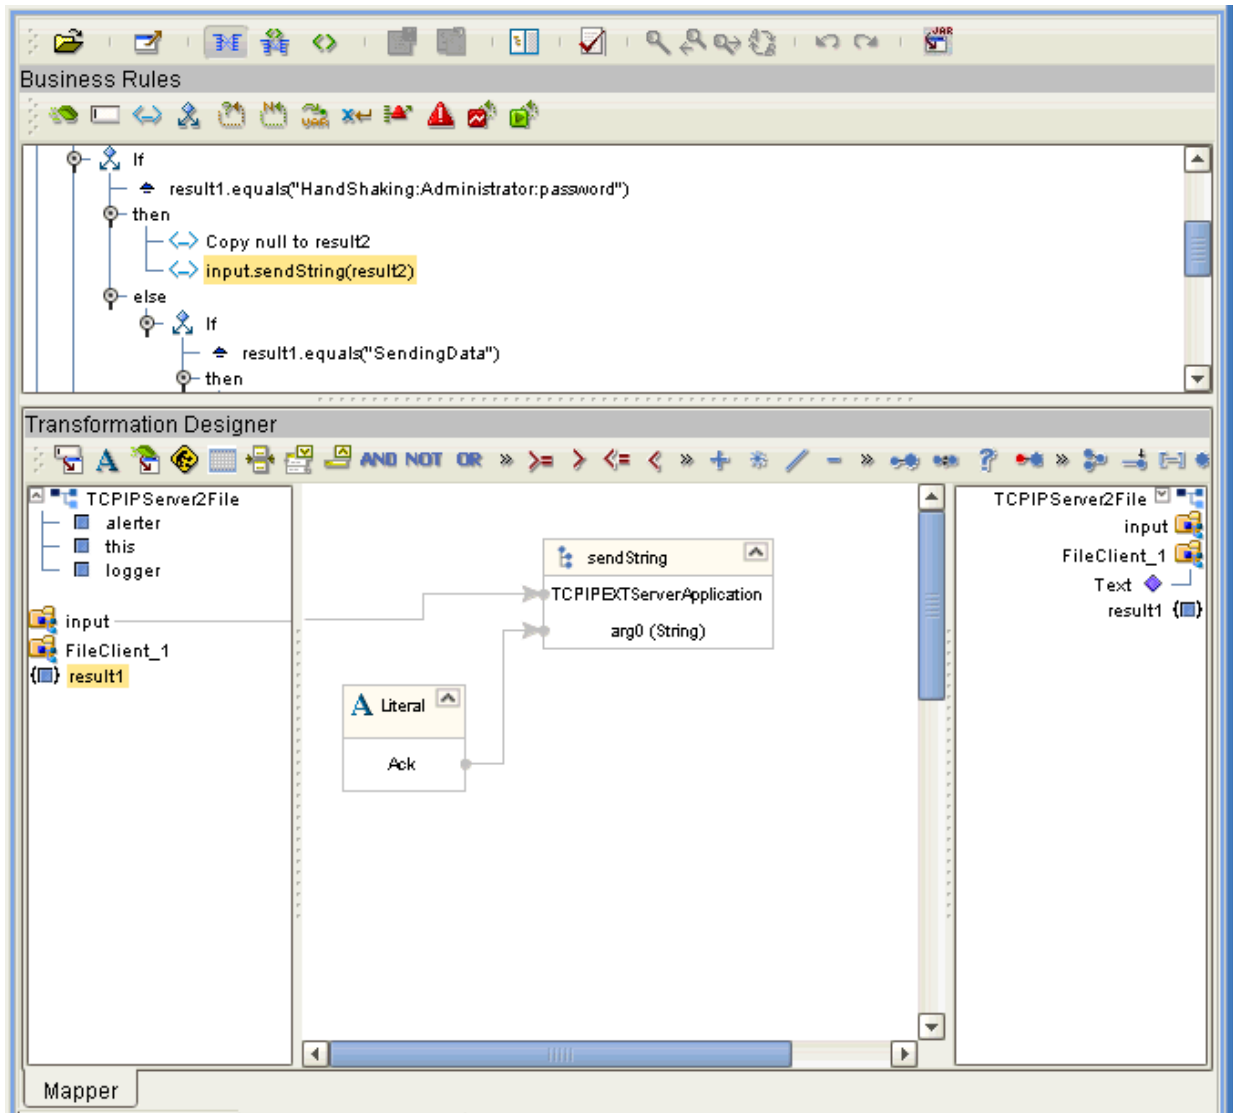 JAR
Business Rules
VAR
If
result1.equals("HandShaking:Administrator:password")
then
Copy null to result2
input.sendString(result2)
else
If
result1.equals("SendingData")
then
Transformation Designer
A AND NOT OR » >= > <= < » + * / - » ? » »
TCPIPServer2File
alerter
this
logger
input
FileClient_1
{ } result1
sendString
TCPIPEXTServerApplication
arg0 (String)
A Literal
Ack
TCPIPServer2File
input
FileClient_1
Text
result1 { }
Mapper